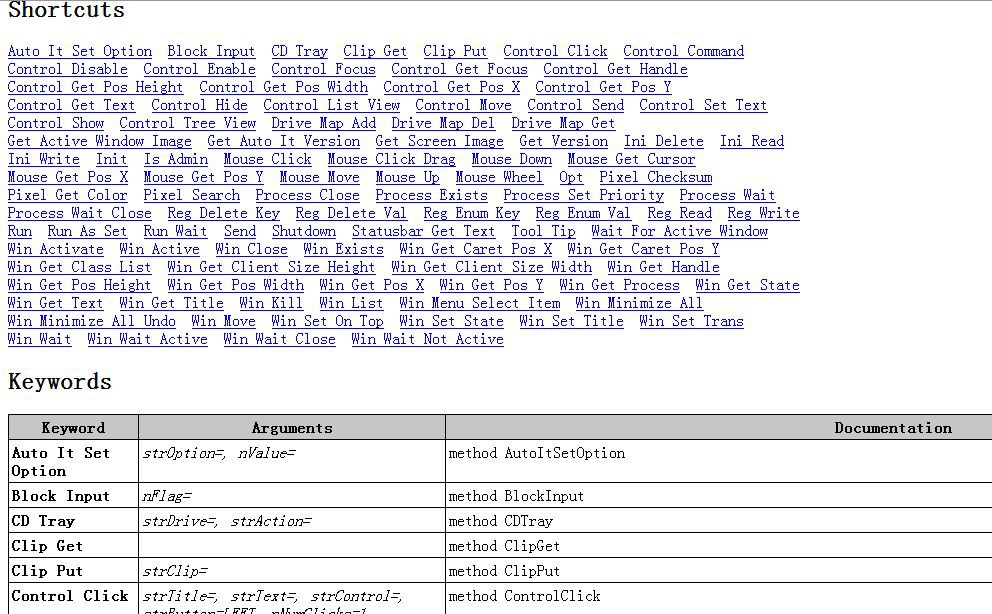 Shortcuts
Auto It Set Option Block Input CD Tray Clip Get Clip Put Control Click Control Command
Control Disable Control Enable Control Focus Control Get Focus Control Get Handle
Control Get Pos Height Control Get Pos Width Control Get Pos X Control Get Pos Y
Control Get Text Control Hide Control List View Control Move Control Send Control Set Text
Control Show Control Tree View Drive Map Add Drive Map Del Drive Map Get
Get Active Window Image Get Auto It Version Get Screen Image Get Version Ini Delete Ini Read
Ini Write Init Is Admin Mouse Click Mouse Click Drag Mouse Down Mouse Get Cursor
Mouse Get Pos X Mouse Get Pos Y Mouse Move Mouse Up Mouse Wheel Opt Pixel Checksum
Pixel Get Color Pixel Search Process Close Process Exists Process Set Priority Process Wait
Process Wait Close Reg Delete Key Reg Delete Val Reg Enum Key Reg Enum Val Reg Read Reg Write
Run Run As Set Run Wait Send Shutdown Statusbar Get Text Tool Tip Wait For Active Window
Win Activate Win Active Win Close Win Exists Win Get Caret Pos X Win Get Caret Pos Y
Win Get Class List Win Get Client Size Height Win Get Client Size Width Win Get Handle
Win Get Pos Height Win Get Pos Width Win Get Pos X Win Get Pos Y Win Get Process Win Get State
Win Get Text Win Get Title Win Kill Win List Win Menu Select Item Win Minimize All
Win Minimize All Undo Win Move Win Set On Top Win Set State Win Set Title Win Set Trans
Win Wait Win Wait Active Win Wait Close Win Wait Not Active
Keywords
Keyword Arguments Documentation
Auto It Set strOption=, nValue= method AutoItSetOption
Option
Block Input nFlag= method BlockInput
CD Tray strDrive=, strAction= method CDTray
Clip Get method ClipGet
Clip Put strClip= method ClipPut
Control Click strTitle=, strText=, strControl=, method ControlClick
strButton=LEFT, nNumClicks=1